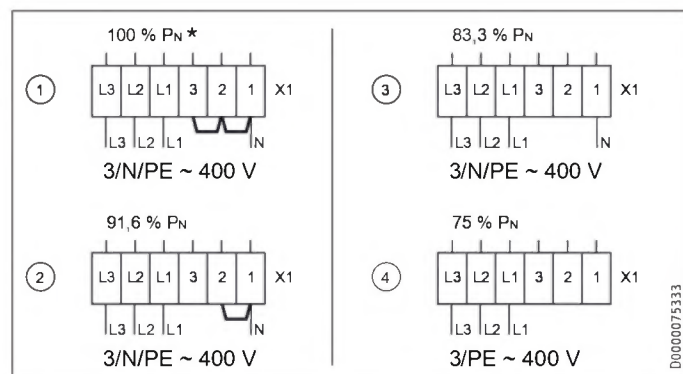 100 % PN *
1
L3 L2 L1 3 2 1 X1
L3 L2 L1 N
3/N/PE ~ 400 V
91,6 % PN
2
L3 L2 L1 3 2 1 X1
L3 L2 L1 N
3/N/PE ~ 400 V
83,3 % PN
3
L3 L2 L1 3 2 1 X1
L3 L2 L1 N
3/N/PE ~ 400 V
75 % PN
4
L3 L2 L1 3 2 1 X1
L3 L2 L1
3/PE ~ 400 V
D0000075333